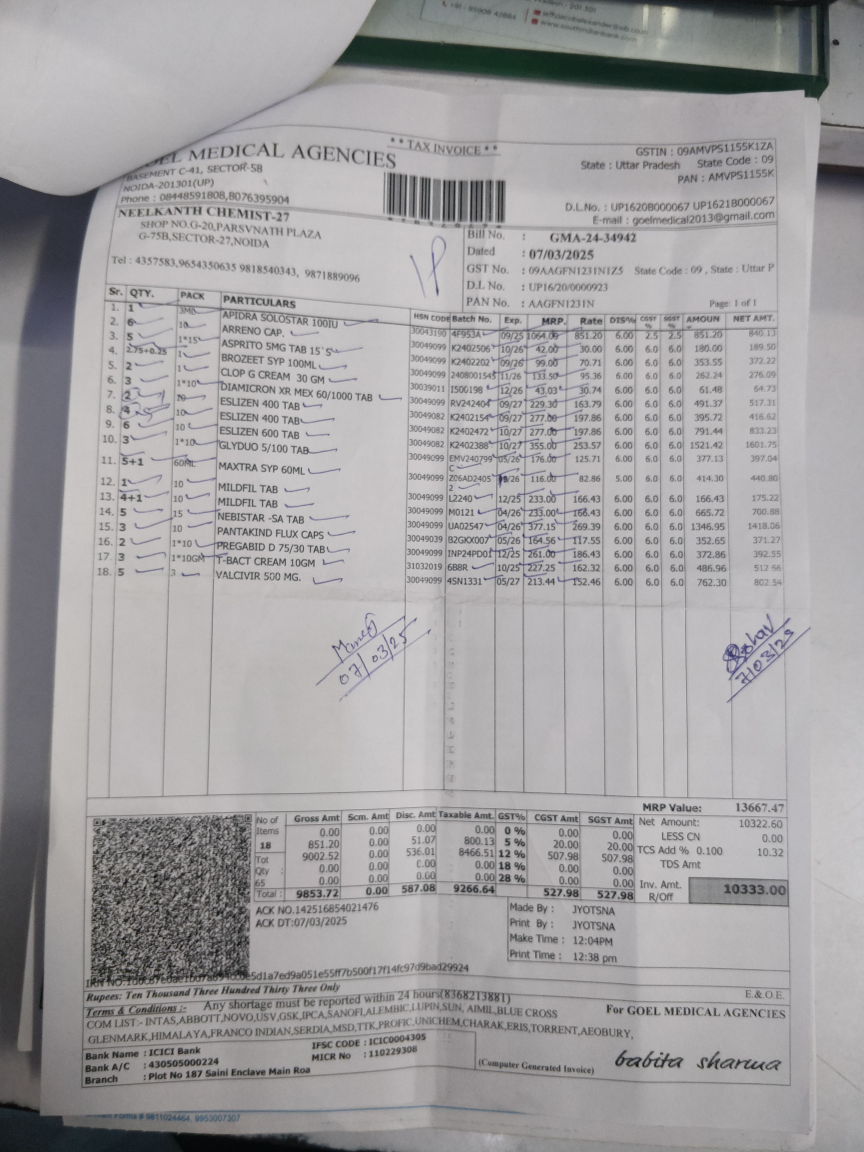 ** TAX INVOICE **
GOEL MEDICAL AGENCIES
BASEMENT C-41, SECTOR-58
NOIDA-201301(UP)
Phone : 08448591808,8076395904
GSTIN : 09AMVPS1155K1ZA
State : Uttar Pradesh State Code : 09
PAN : AMVPS1155K
D.L.No. : UP1620B000067 UP1621B000067
E-mail : goelmedical2013@gmail.com
NEELKANTH CHEMIST-27
SHOP NO.G-20,PARSVNATH PLAZA
G-75B,SECTOR-27,NOIDA
Tel : 4357583,9654350635 9818540343, 9871889096
Bill No. : GMA-24-34942
Dated : 07/03/2025
GST No. : 09AAGFN1231N1Z5 State Code : 09 , State : Uttar P
D.L No. : UP16/20/0000923
PAN No. : AAGFN1231N
Page: 1 of 1
Sr. QTY. PACK PARTICULARS HSN CODE Batch No. Exp. MRP. Rate DIS% CGST % SGST % AMOUN NET AMT.
1. 1 APIDRA SOLOSTAR 100IU 30043190 4F953A 09/25 1064.00 851.20 6.00 2.5 2.5 851.20 840.13
2. 6 10 ARRENO CAP. 30049099 K2402506 10/26 42.00 30.00 6.00 6.0 6.0 180.00 189.50
3. 5 1*15 ASPRITO 5MG TAB 15`S 30049099 K2402202 09/26 99.00 70.71 6.00 6.0 6.0 353.55 372.22
4. 2.75+0.25 1 BROZEET SYP 100ML 30049099 2408001545 11/26 133.50 95.36 6.00 6.0 6.0 262.24 276.09
5. 2 1 CLOP G CREAM 30 GM 30039011 I500198 12/26 43.03 30.74 6.00 6.0 6.0 61.48 64.73
6. 3 1*10 DIAMICRON XR MEX 60/1000 TAB 30049099 RV242404 09/27 229.30 163.79 6.00 6.0 6.0 491.37 517.31
7. 2 10 ESLIZEN 400 TAB 30049082 K2402154 09/27 277.00 197.86 6.00 6.0 6.0 395.72 416.62
8. 4 10 ESLIZEN 400 TAB 30049082 K2402472 10/27 277.00 197.86 6.00 6.0 6.0 791.44 833.23
9. 6 10 ESLIZEN 600 TAB 30049082 K2402388 10/27 355.00 253.57 6.00 6.0 6.0 1521.42 1601.75
10. 3 1*10 GLYDUO 5/100 TAB 30049099 EMV240799 C 05/26 176.00 125.71 6.00 6.0 6.0 377.13 397.04
11. 5+1 60ML MAXTRA SYP 60ML 30049099 Z06AD2405 2 116.00 82.86 5.00 6.0 6.0 414.30 440.80
12. 1 10 MILDFIL TAB 30049099 L2240 12/25 233.00 166.43 6.00 6.0 6.0 166.43 175.22
13. 4+1 10 MILDFIL TAB 30049099 M0121 04/26 233.00 166.43 6.00 6.0 6.0 665.72 700.88
14. 5 15 NEBISTAR -SA TAB 30049099 UA02547 04/26 377.15 269.39 6.00 6.0 6.0 1346.95 1418.06
15. 3 10 PANTAKIND FLUX CAPS 30049039 B2GKX007 05/26 164.56 117.55 6.00 6.0 6.0 352.65 371.27
16. 2 1*10 PREGABID D 75/30 TAB 30049099 INP24PD01 12/25 261.00 186.43 6.00 6.0 6.0 372.86 392.55
17. 3 1*10GM T-BACT CREAM 10GM 31032019 6B8R 10/25 227.25 162.32 6.00 6.0 6.0 486.96 512.66
18. 5 3 VALCIVIR 500 MG. 30049099 4SN1331 05/27 213.44 152.46 6.00 6.0 6.0 762.30 802.54
07/03/25
7/03/25
MRP Value: 13667.47
No of Items 18 Tot Qty : 65
Gross Amt Scm. Amt Disc. Amt Taxable Amt. GST% CGST Amt SGST Amt
0.00 0.00 0.00 0.00 0 % 0.00 0.00
851.20 0.00 51.07 800.13 5 % 20.00 20.00
9002.52 0.00 536.01 8466.51 12 % 507.98 507.98
0.00 0.00 0.00 0.00 18 % 0.00 0.00
0.00 0.00 0.00 0.00 28 % 0.00 0.00
Total : 9853.72 0.00 587.08 9266.64 527.98 527.98
Net Amount: 10322.60
LESS CN 0.00
TCS Add % 0.100 10.32
TDS Amt
Inv. Amt. R/Off 10333.00
ACK NO.142516854021476
ACK DT:07/03/2025
Made By : JYOTSNA
Print By : JYOTSNA
Make Time : 12:04PM
Print Time : 12:38 pm
Rupees: Ten Thousand Three Hundred Thirty Three Only
E.& O.E.
Terms & Conditions :- Any shortage must be reported within 24 hours(8368213881)
COM LIST:- INTAS,ABBOTT,NOVO,USV,GSK,IPCA,SANOFI,ALEMBIC,LUPIN,SUN, AIMIL,BLUE CROSS
GLENMARK,HIMALAYA,FRANCO INDIAN,SERDIA,MSD,TTK,PROFIC,UNICHEM,CHARAK,ERIS,TORRENT,AEOBURY,
For GOEL MEDICAL AGENCIES
Bank Name : ICICI Bank
IFSC CODE : ICIC0004305
Bank A/C : 430505000224
MICR No : 110229308
Branch : Plot No 187 Saini Enclave Main Roa
(Computer Generated Invoice)
babita sharma